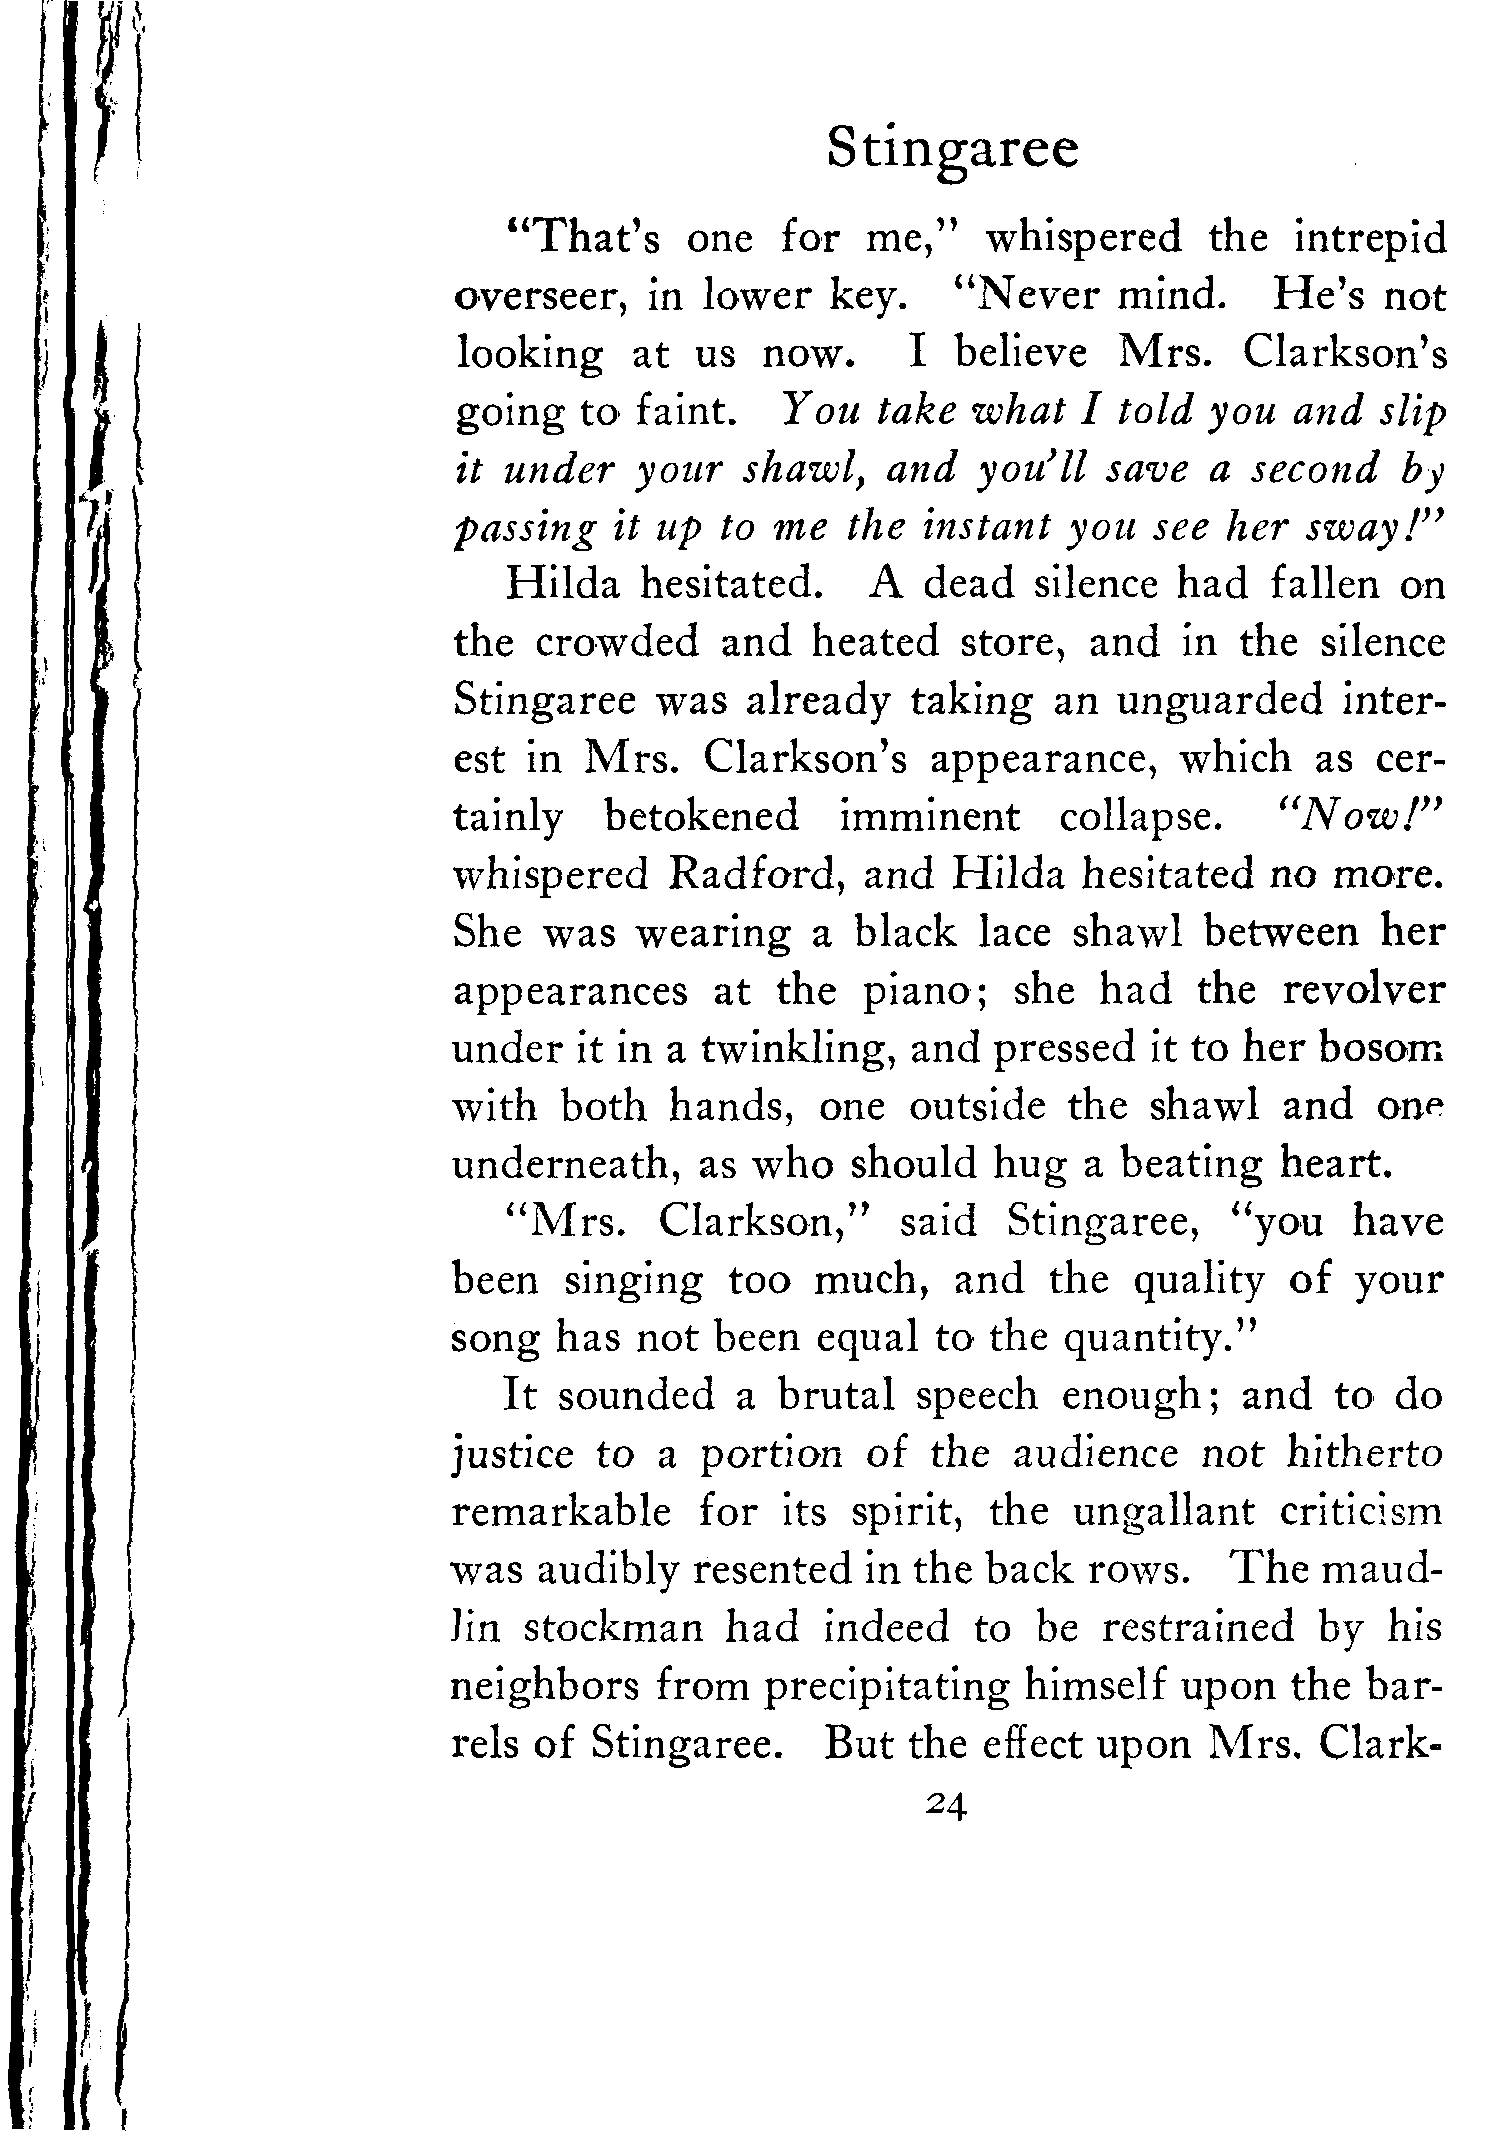 Stingaree
“That’s one for me,” whispered the intrepid
overseer, in lower key. “Never mind. He’s not
looking at us now. I believe Mrs. Clarkson’s
going to faint. You take what I told you and slip
it under your shawl, and you’ll save a second by
passing it up to me the instant you see her sway!”
Hilda hesitated. A dead silence had fallen on
the crowded and heated store, and in the silence
Stingaree was already taking an unguarded inter-
est in Mrs. Clarkson’s appearance, which as cer-
tainly betokened imminent collapse. “Now!”
whispered Radford, and Hilda hesitated no more.
She was wearing a black lace shawl between her
appearances at the piano; she had the revolver
under it in a twinkling, and pressed it to her bosom
with both hands, one outside the shawl and one
underneath, as who should hug a beating heart.
“Mrs. Clarkson,” said Stingaree, “you have
been singing too much, and the quality of your
song has not been equal to the quantity.”
It sounded a brutal speech enough; and to do
justice to a portion of the audience not hitherto
remarkable for its spirit, the ungallant criticism
was audibly resented in the back rows. The maud-
lin stockman had indeed to be restrained by his
neighbors from precipitating himself upon the bar-
rels of Stingaree. But the effect upon Mrs. Clark-
24